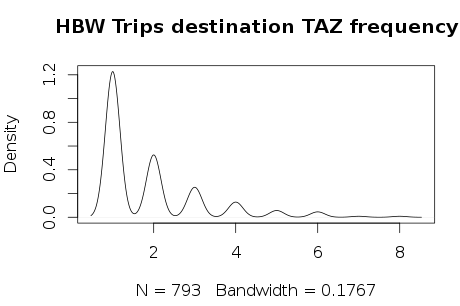 HBW Trips destination TAZ frequency
Density
0.0 0.4 0.8 1.2
2 4 6 8
N = 793 Bandwidth = 0.1767